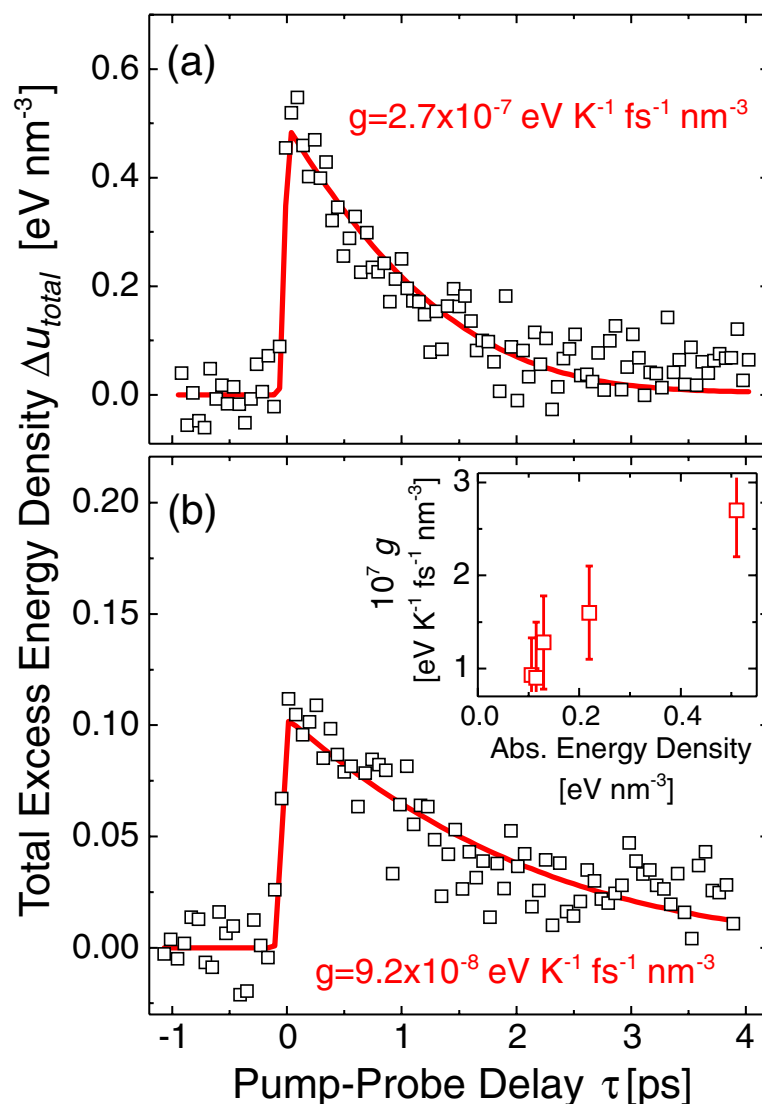 Total Excess Energy Density Δu_total [eV nm⁻³]
(a)
g=2.7x10⁻⁷ eV K⁻¹ fs⁻¹ nm⁻³
0.6
0.4
0.2
0.0
(b)
g=9.2x10⁻⁸ eV K⁻¹ fs⁻¹ nm⁻³
0.20
0.15
0.10
0.05
0.00
10⁷ g
[eV K⁻¹ fs⁻¹ nm⁻³]
3
2
1
0.0 0.2 0.4
Abs. Energy Density
[eV nm⁻³]
-1 0 1 2 3 4
Pump-Probe Delay τ [ps]